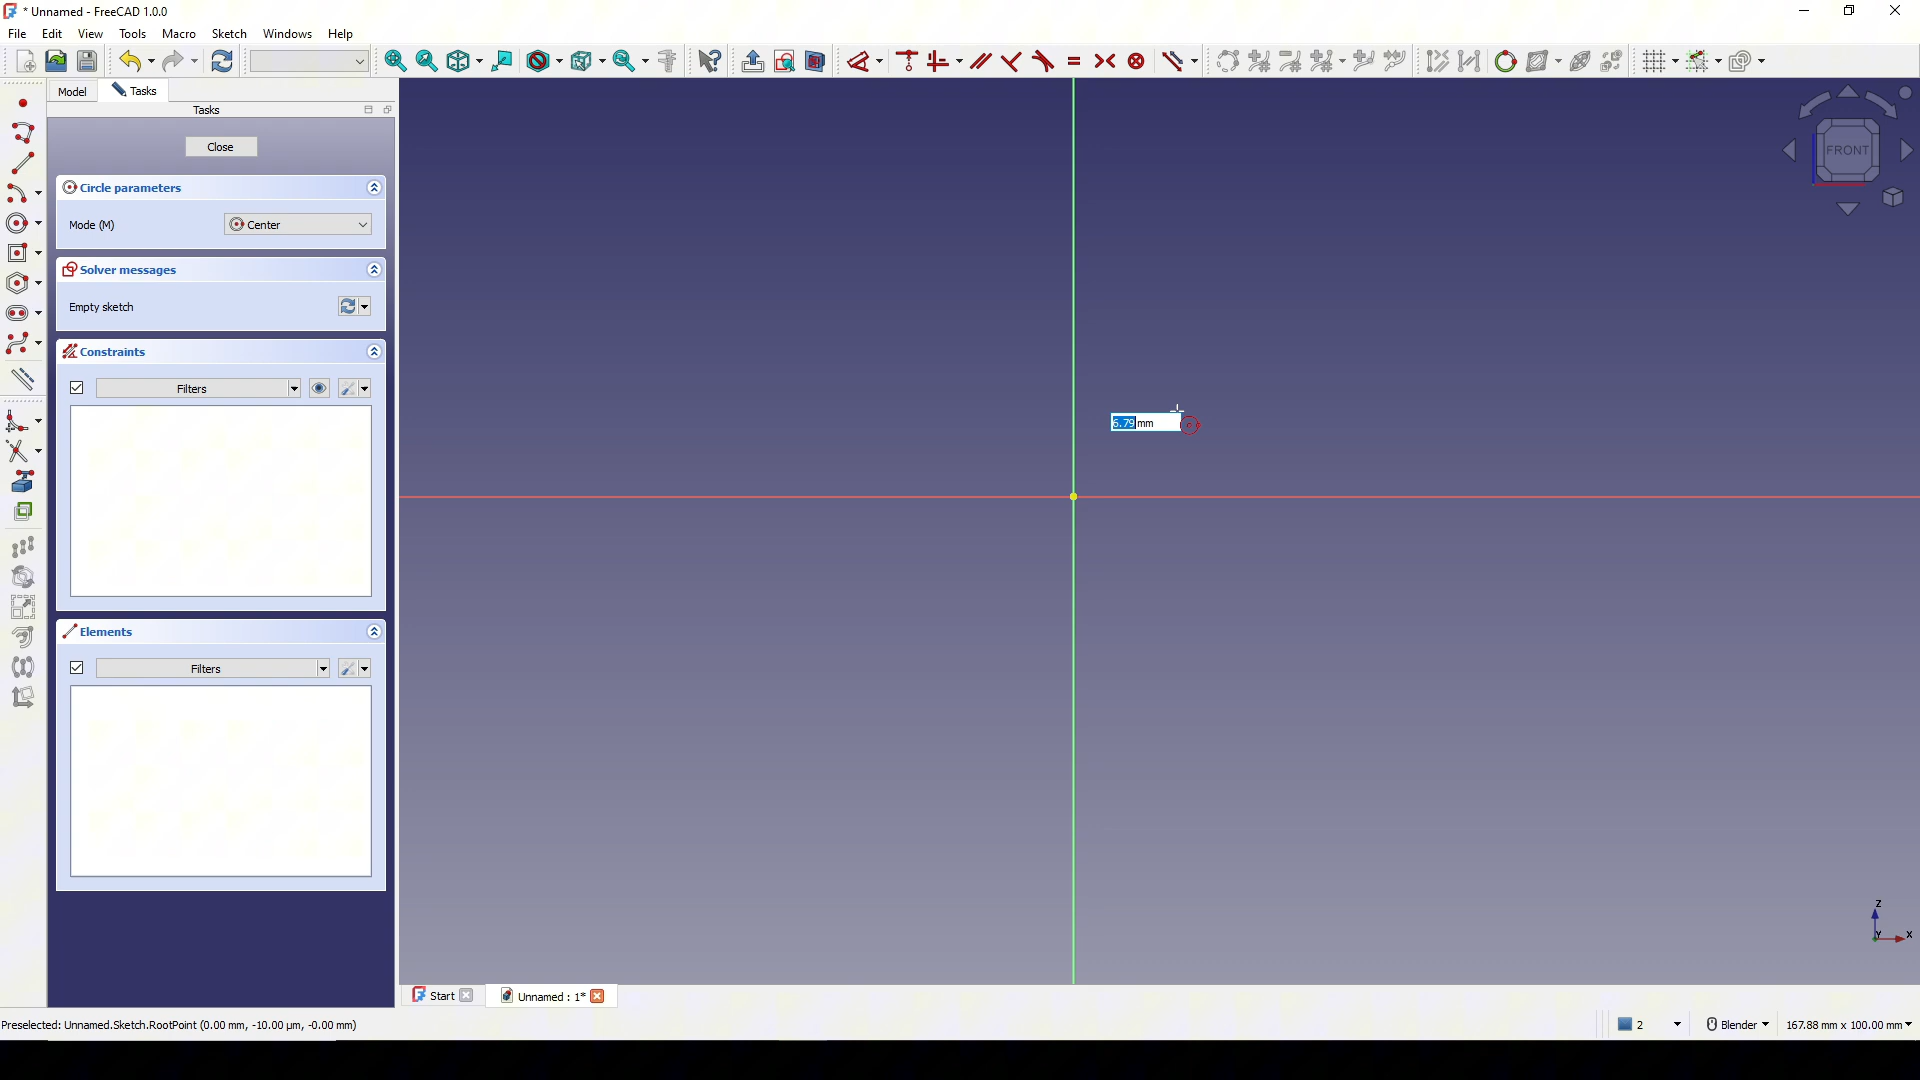 * Unnamed - FreeCAD 1.0.0
File Edit View Tools Macro Sketch Windows Help
Model Tasks
Tasks
Close
Circle parameters
Mode (M) Center
Solver messages
Empty sketch
Constraints
Filters
Elements
Filters
6.79 mm
FRONT
Z
Y
X
Start Unnamed : 1*
Preselected: Unnamed.Sketch.RootPoint (0.00 mm, -10.00 µm, -0.00 mm)
2 Blender 167.88 mm x 100.00 mm